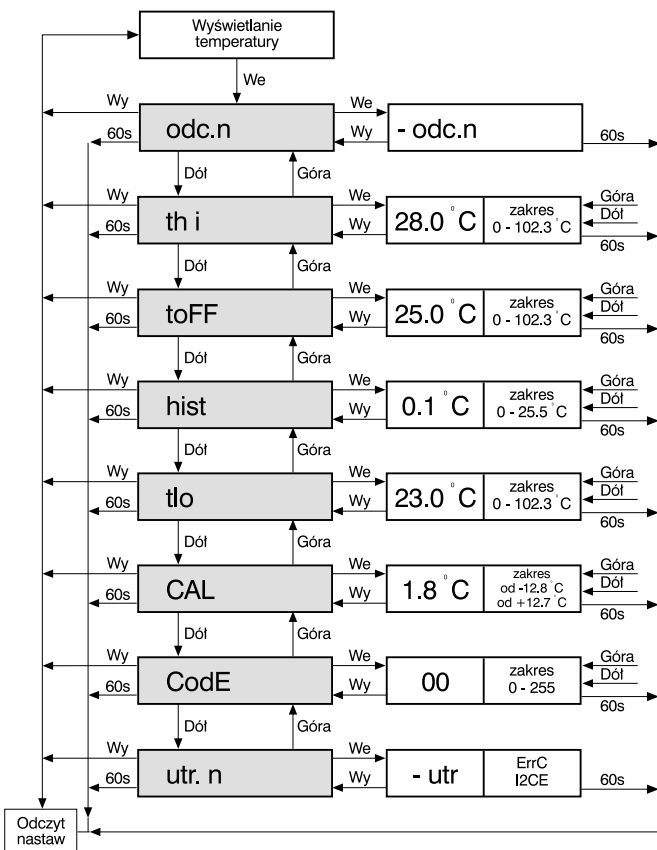 Wyświetlanie
temperatury
We
Wy
We
odc.n
- odc.n
60s
Wy
60s
Dół
Góra
Wy
We
Góra
th i
28.0 °C
zakres
0 - 102.3 °C
Dół
60s
Wy
60s
Dół
Góra
Wy
We
Góra
toFF
25.0 °C
zakres
0 - 102.3 °C
Dół
60s
Wy
60s
Dół
Góra
Wy
We
Góra
hist
0.1 °C
zakres
0 - 25.5 °C
Dół
60s
Wy
60s
Dół
Góra
Wy
We
Góra
tlo
23.0 °C
zakres
0 - 102.3 °C
Dół
60s
Wy
60s
Dół
Góra
Wy
We
Góra
CAL
1.8 °C
zakres
od -12.8 °C
od +12.7 °C
Dół
60s
Wy
60s
Dół
Góra
Wy
We
Góra
CodE
00
zakres
0 - 255
Dół
60s
Wy
60s
Dół
Góra
Wy
We
utr. n
- utr
ErrC
I2CE
60s
Wy
60s
Odczyt
nastaw